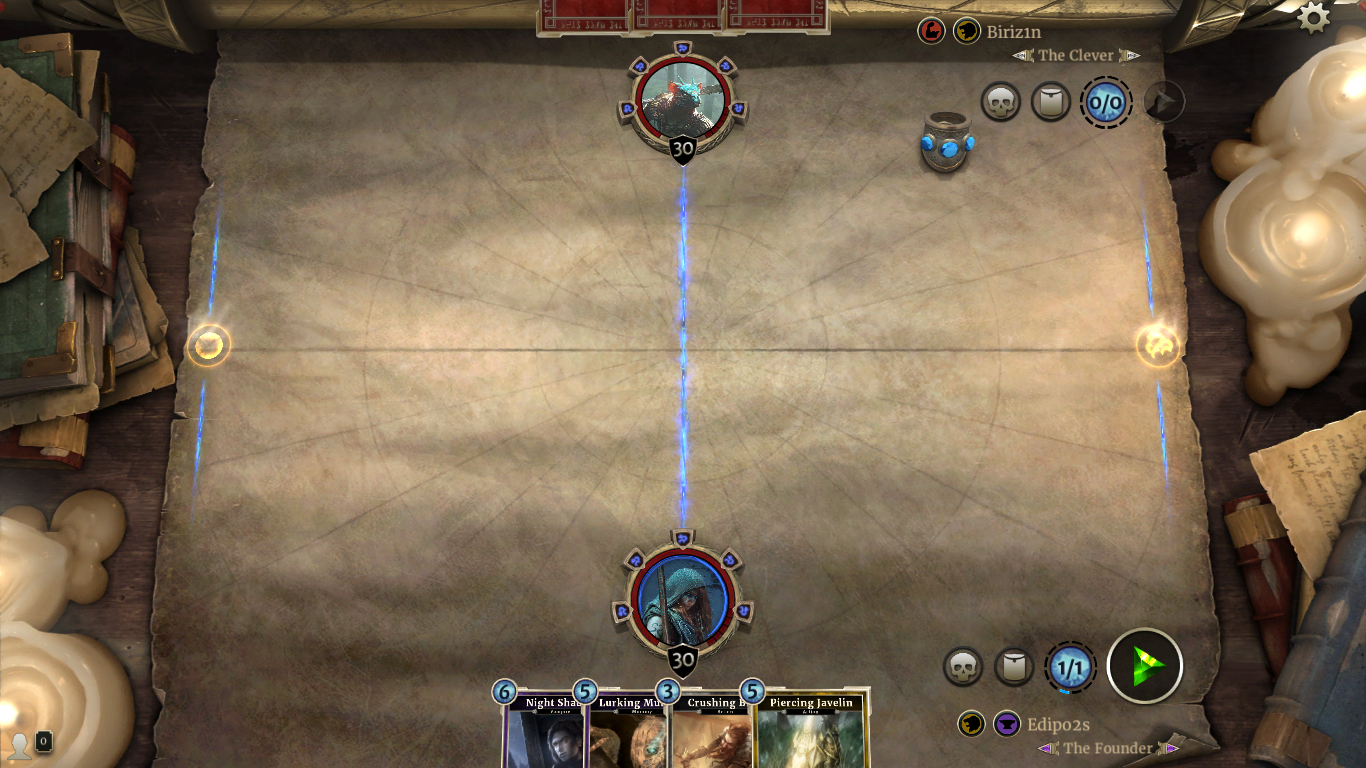 Biriz1n
The Clever
0/0
30
30
1/1
Edipo2s
The Founder
6
5
3
5
Night Sha
Lurking Mu
Crushing B
Piercing Javelin
0